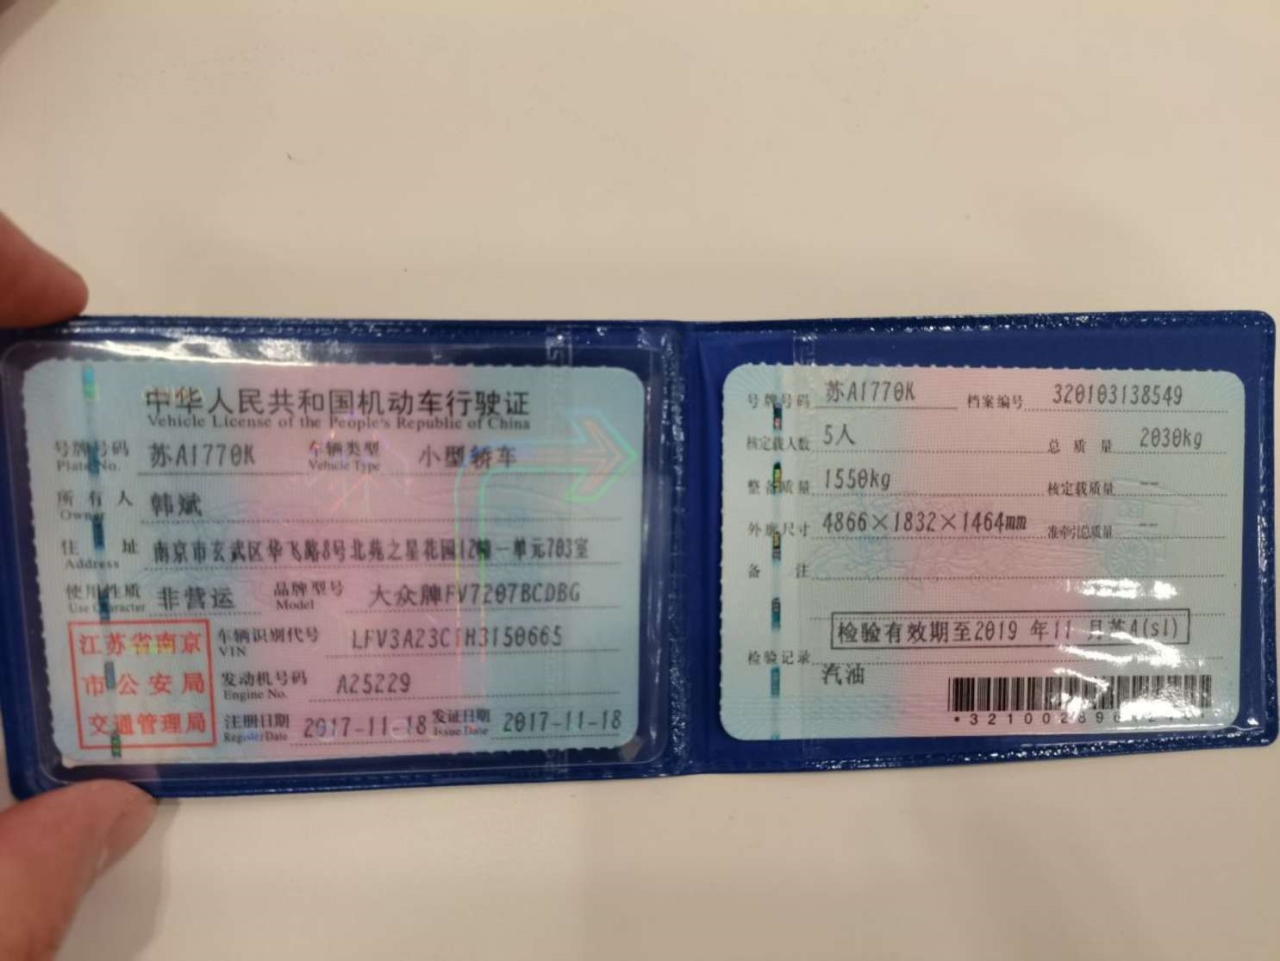 中华人民共和国机动车行驶证
Vehicle License of the People's Republic of China
号牌号码 苏A1770K 车辆类型 小型轿车
Plate No. Vehicle Type
所有人 韩斌
Owner
住址 南京市玄武区华飞路8号北苑之星花园12幢一单元703室
Address
使用性质 非营运 品牌型号 大众牌FV7207BCDBG
Use Character Model
江苏省南京
市公安局
交通管理局
车辆识别代号 LFV3A23C1H3150665
VIN
发动机号码 A25229
Engine No.
注册日期 2017-11-18 发证日期 2017-11-18
Register Date Issue Date
号牌号码 苏A1770K 档案编号 320103138549
核定载人数 5人 总质量 2030kg
整备质量 1550kg 核定载质量 --
外廓尺寸 4866×1832×1464mm 准牵引总质量 --
备注
检验有效期至2019年11月苏A(sl)
检验记录
汽油